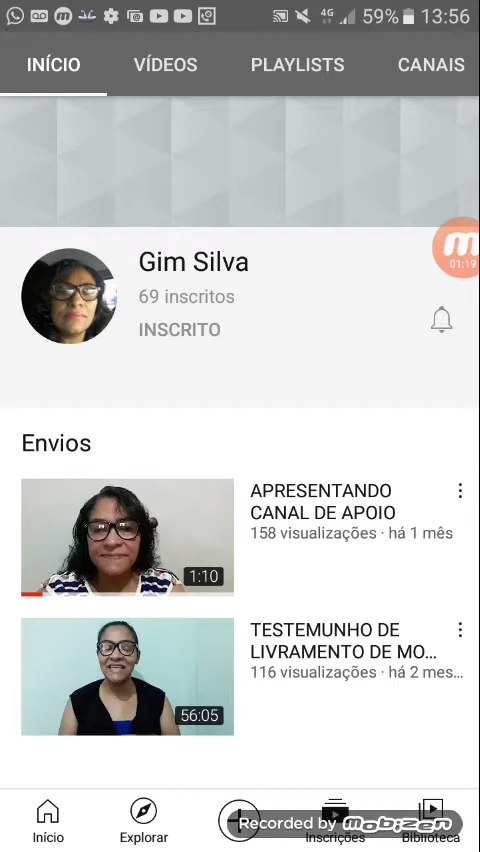 4G 59% 13:56
INÍCIO VÍDEOS PLAYLISTS CANAIS
Gim Silva
69 inscritos
INSCRITO
01:19
Envios
APRESENTANDO
CANAL DE APOIO
158 visualizações · há 1 mês
1:10
TESTEMUNHO DE
LIVRAMENTO DE MO...
116 visualizações · há 2 mes...
56:05
Recorded by mobizen
Início Explorar Inscrições Biblioteca